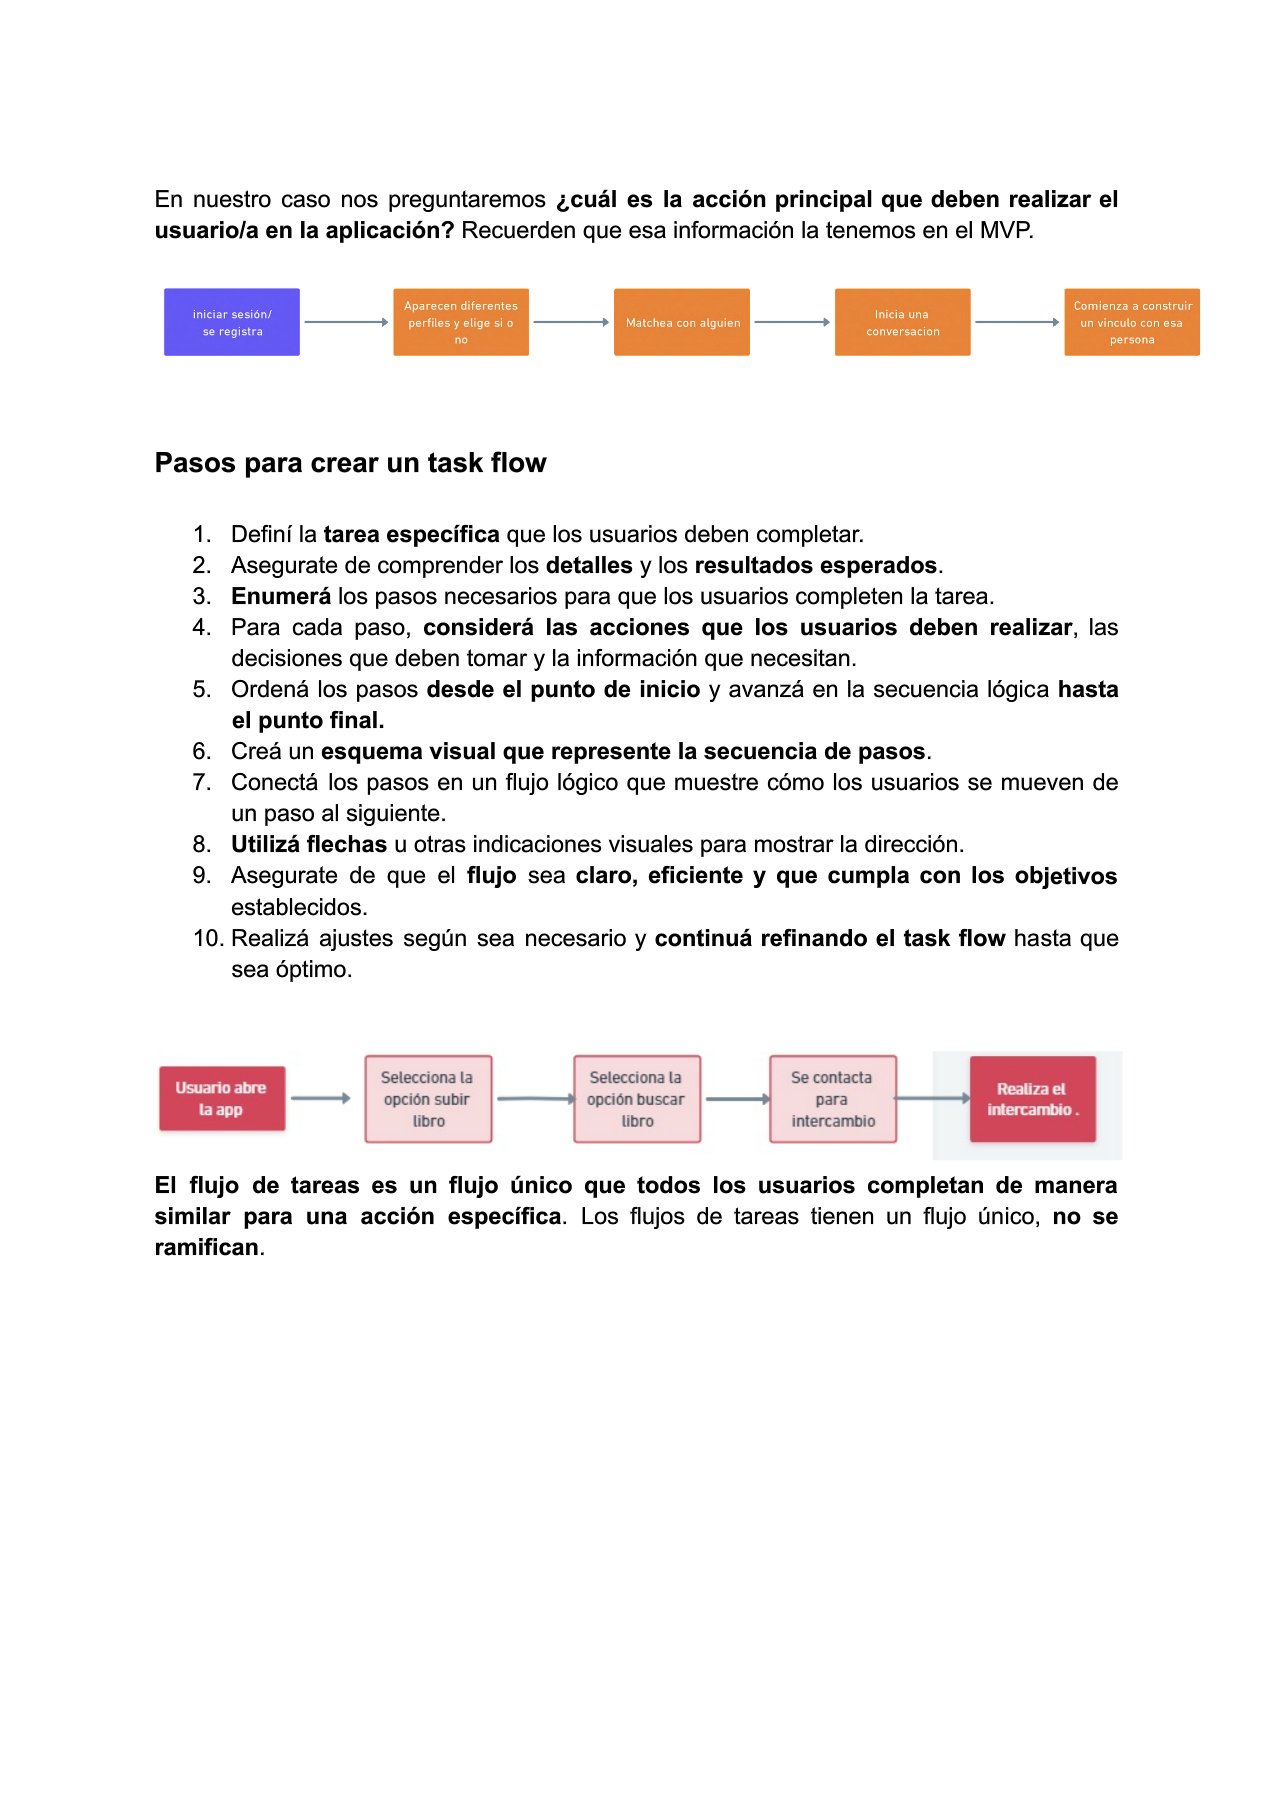 En nuestro caso nos preguntaremos ¿cuál es la acción principal que deben realizar el
usuario/a en la aplicación? Recuerden que esa información la tenemos en el MVP.
iniciar sesión/
se registra
Aparecen diferentes
perfiles y elige si o
no
Matchea con alguien
Inicia una
conversacion
Comienza a construir
un vinculo con esa
persona
Pasos para crear un task flow
1. Definí la tarea específica que los usuarios deben completar.
2. Asegurate de comprender los detalles y los resultados esperados.
3. Enumerá los pasos necesarios para que los usuarios completen la tarea.
4. Para cada paso, considerá las acciones que los usuarios deben realizar, las
decisiones que deben tomar y la información que necesitan.
5. Ordená los pasos desde el punto de inicio y avanzá en la secuencia lógica hasta
el punto final.
6. Creá un esquema visual que represente la secuencia de pasos.
7. Conectá los pasos en un flujo lógico que muestre cómo los usuarios se mueven de
un paso al siguiente.
8. Utilizá flechas u otras indicaciones visuales para mostrar la dirección.
9. Asegurate de que el flujo sea claro, eficiente y que cumpla con los objetivos
establecidos.
10. Realizá ajustes según sea necesario y continuá refinando el task flow hasta que
sea óptimo.
Usuario abre
la app
Selecciona la
opción subir
libro
Selecciona la
opción buscar
libro
Se contacta
para
intercambio
Realiza el
intercambio .
El flujo de tareas es un flujo único que todos los usuarios completan de manera
similar para una acción específica. Los flujos de tareas tienen un flujo único, no se
ramifican.